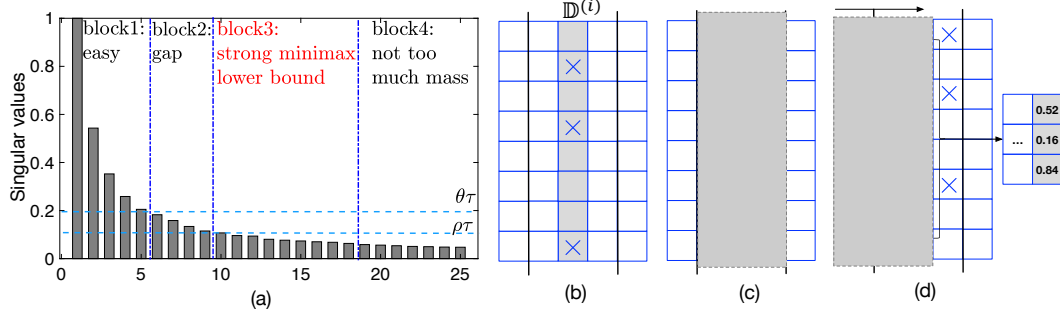 Singular values
1
0.8
0.6
0.4
0.2
0
0
5
10
15
20
25
block1:
easy
block2:
gap
block3:
strong minimax
lower bound
block4:
not too
much mass
θτ
ρτ
(a)
𝔻⁽ⁱ⁾
(b)
(c)
(d)
0.52
... 0.16
0.84